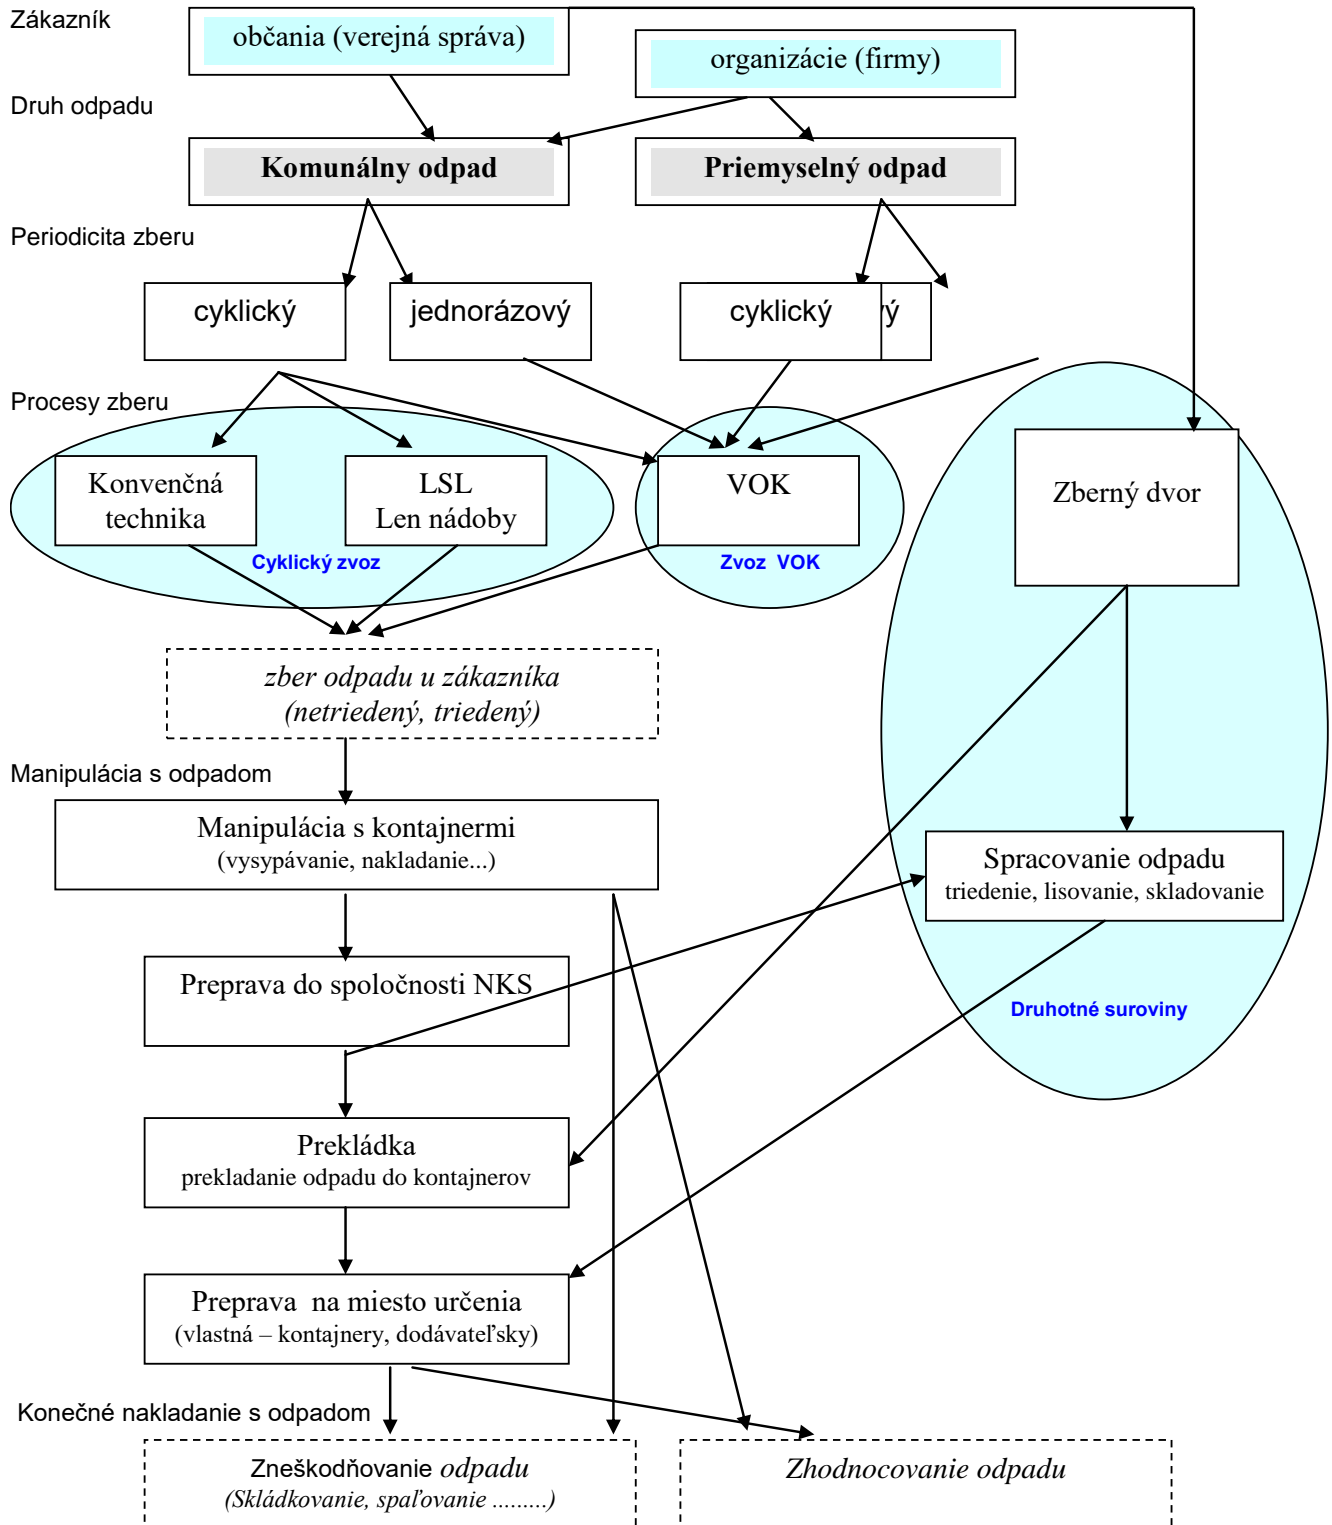 Zákazník
občania (verejná správa)
organizácie (firmy)
Druh odpadu
Komunálny odpad
Priemyselný odpad
Periodicita zberu
cyklický
jednorázový
cyklický
vý
Procesy zberu
Konvenčná
technika
LSL
Len nádoby
VOK
Zberný dvor
Cyklický zvoz
Zvoz VOK
zber odpadu u zákazníka
(netriedený, triedený)
Manipulácia s odpadom
Manipulácia s kontajnermi
(vysypávanie, nakladanie...)
Spracovanie odpadu
triedenie, lisovanie, skladovanie
Preprava do spoločnosti NKS
Druhotné suroviny
Prekládka
prekladanie odpadu do kontajnerov
Preprava na miesto určenia
(vlastná – kontajnery, dodávateľsky)
Konečné nakladanie s odpadom
Zneškodňovanie odpadu
(Skládkovanie, spaľovanie .........)
Zhodnocovanie odpadu